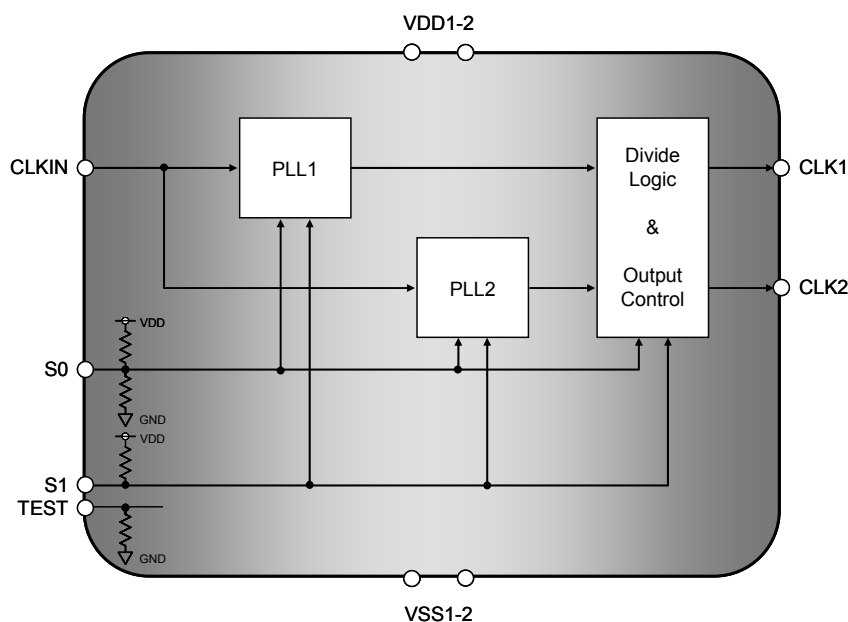 VDD1-2
CLKIN
PLL1
Divide
Logic
&
Output
Control
CLK1
PLL2
CLK2
VDD
S0
GND
VDD
S1
TEST
GND
VSS1-2